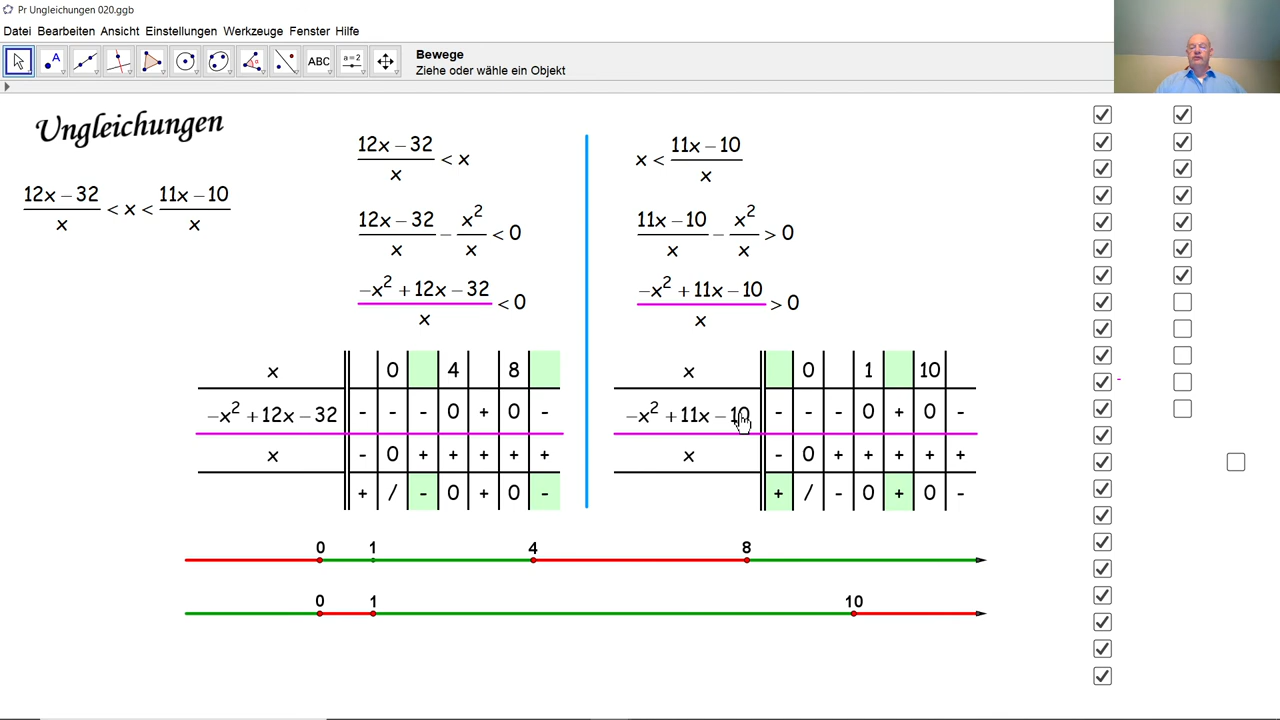 Pr Ungleichungen 020.ggb
Datei Bearbeiten Ansicht Einstellungen Werkzeuge Fenster Hilfe
A ABC a=2
Bewege
Ziehe oder wähle ein Objekt
Ungleichungen
(12x – 32)/x < x < (11x – 10)/x
(12x – 32)/x < x
(12x – 32)/x – x²/x < 0
(–x² + 12x – 32)/x < 0
x < (11x – 10)/x
(11x – 10)/x – x²/x > 0
(–x² + 11x – 10)/x > 0
x 0 4 8
–x² + 12x – 32 - - - 0 + 0 -
x - 0 + + + + +
+ / - 0 + 0 -
x 0 1 10
–x² + 11x – 10 - - - 0 + 0 -
x - 0 + + + + +
+ / - 0 + 0 -
0 1 4 8
0 1 10